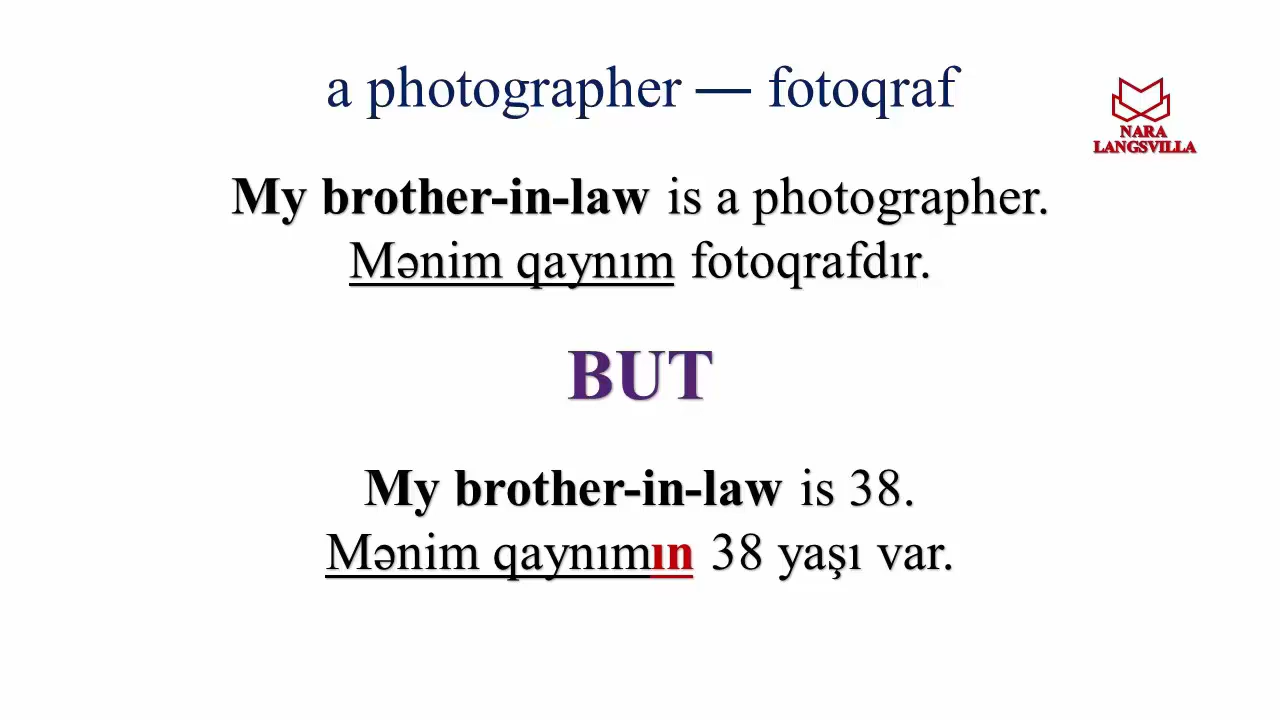 a photographer — fotoqraf
NARA
LANGSVILLA
My brother-in-law is a photographer.
Mənim qaynım fotoqrafdır.
BUT
My brother-in-law is 38.
Mənim qaynımın 38 yaşı var.